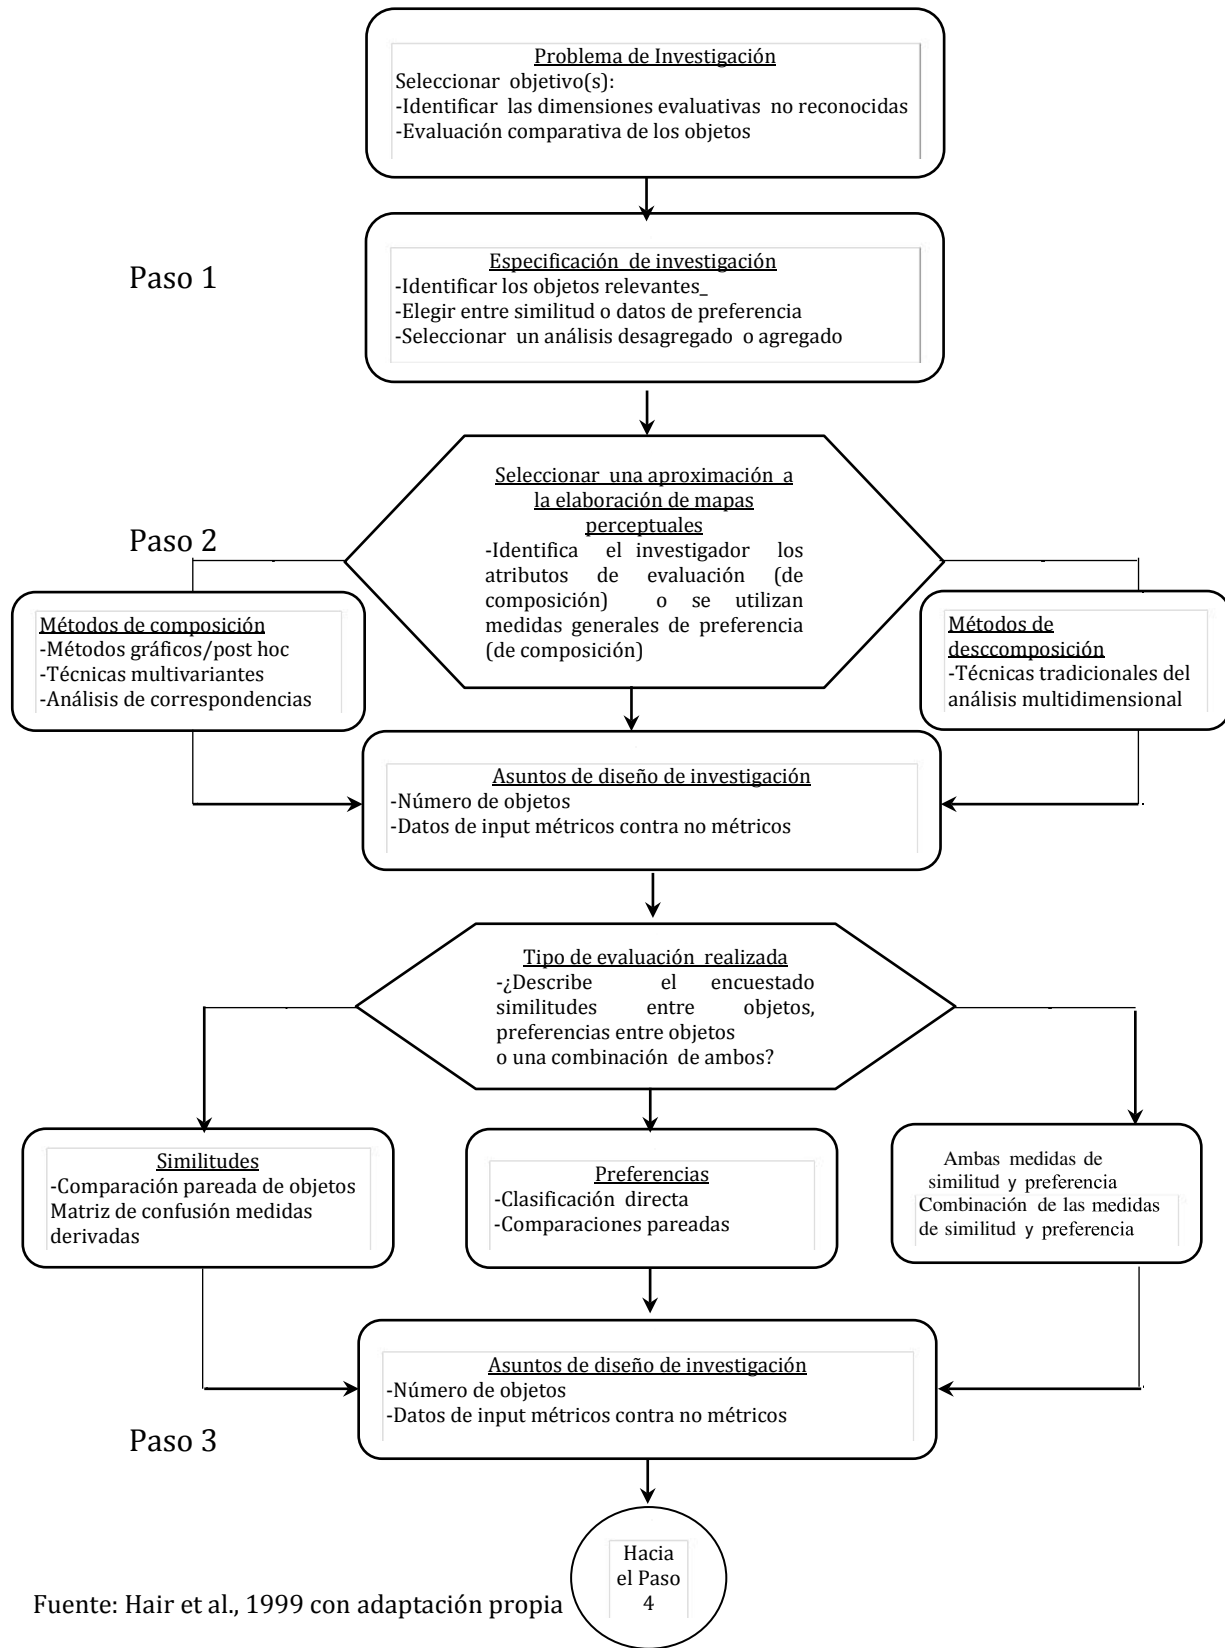 Problema de Investigación
Seleccionar objetivo(s):
-Identificar las dimensiones evaluativas no reconocidas
-Evaluación comparativa de los objetos
Paso 1
Especificación de investigación
-Identificar los objetos relevantes_
-Elegir entre similitud o datos de preferencia
-Seleccionar un análisis desagregado o agregado
Paso 2
Seleccionar una aproximación a
la elaboración de mapas
perceptuales
-Identifica el investigador los
atributos de evaluación (de
composición) o se utilizan
medidas generales de preferencia
(de composición)
Métodos de composición
-Métodos gráficos/post hoc
-Técnicas multivariantes
-Análisis de correspondencias
Métodos de
desccomposición
-Técnicas tradicionales del
análisis multidimensional
Asuntos de diseño de investigación
-Número de objetos
-Datos de input métricos contra no métricos
Tipo de evaluación realizada
-¿Describe el encuestado
similitudes entre objetos,
preferencias entre objetos
o una combinación de ambos?
Similitudes
-Comparación pareada de objetos
Matriz de confusión medidas
derivadas
Preferencias
-Clasificación directa
-Comparaciones pareadas
Ambas medidas de
similitud y preferencia
Combinación de las medidas
de similitud y preferencia
Asuntos de diseño de investigación
-Número de objetos
-Datos de input métricos contra no métricos
Paso 3
Hacia
el Paso
4
Fuente: Hair et al., 1999 con adaptación propia